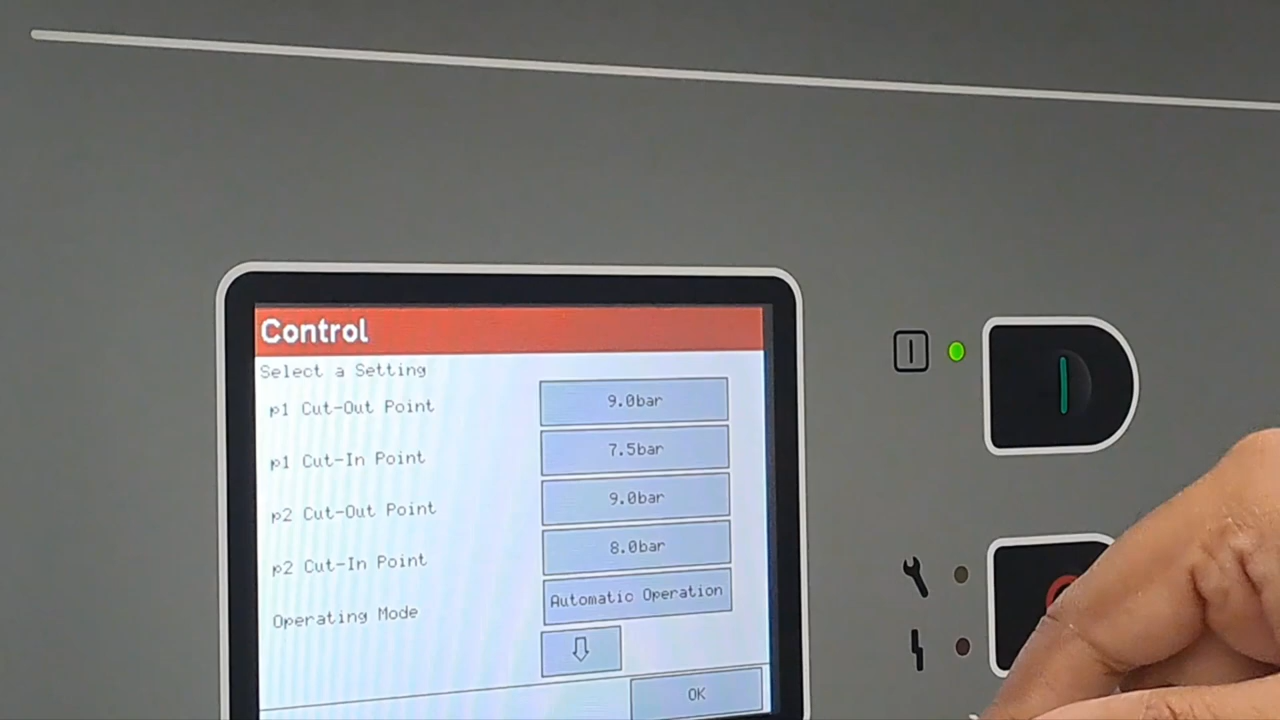 Control
Select a Setting
p1 Cut-Out Point 9.0bar
p1 Cut-In Point 7.5bar
p2 Cut-Out Point 9.0bar
p2 Cut-In Point 8.0bar
Operating Mode Automatic Operation
OK